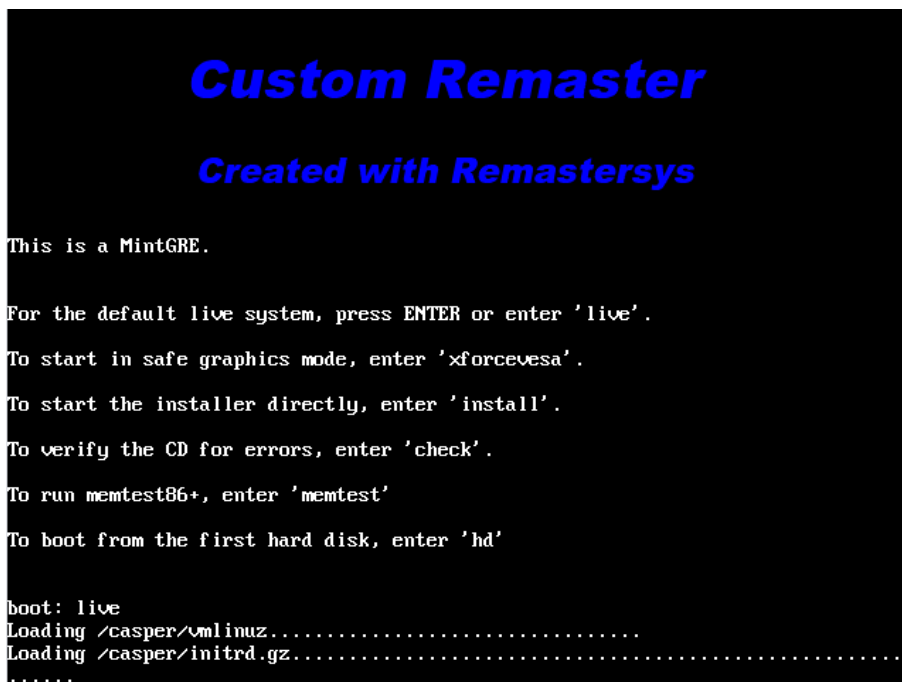 Custom Remaster
Created with Remastersys
This is a MintGRE.
For the default live system, press ENTER or enter 'live'.
To start in safe graphics mode, enter 'xforcevesa'.
To start the installer directly, enter 'install'.
To verify the CD for errors, enter 'check'.
To run memtest86+, enter 'memtest'
To boot from the first hard disk, enter 'hd'
boot: live
Loading /casper/vmlinuz.................................
Loading /casper/initrd.gz......................................................
......